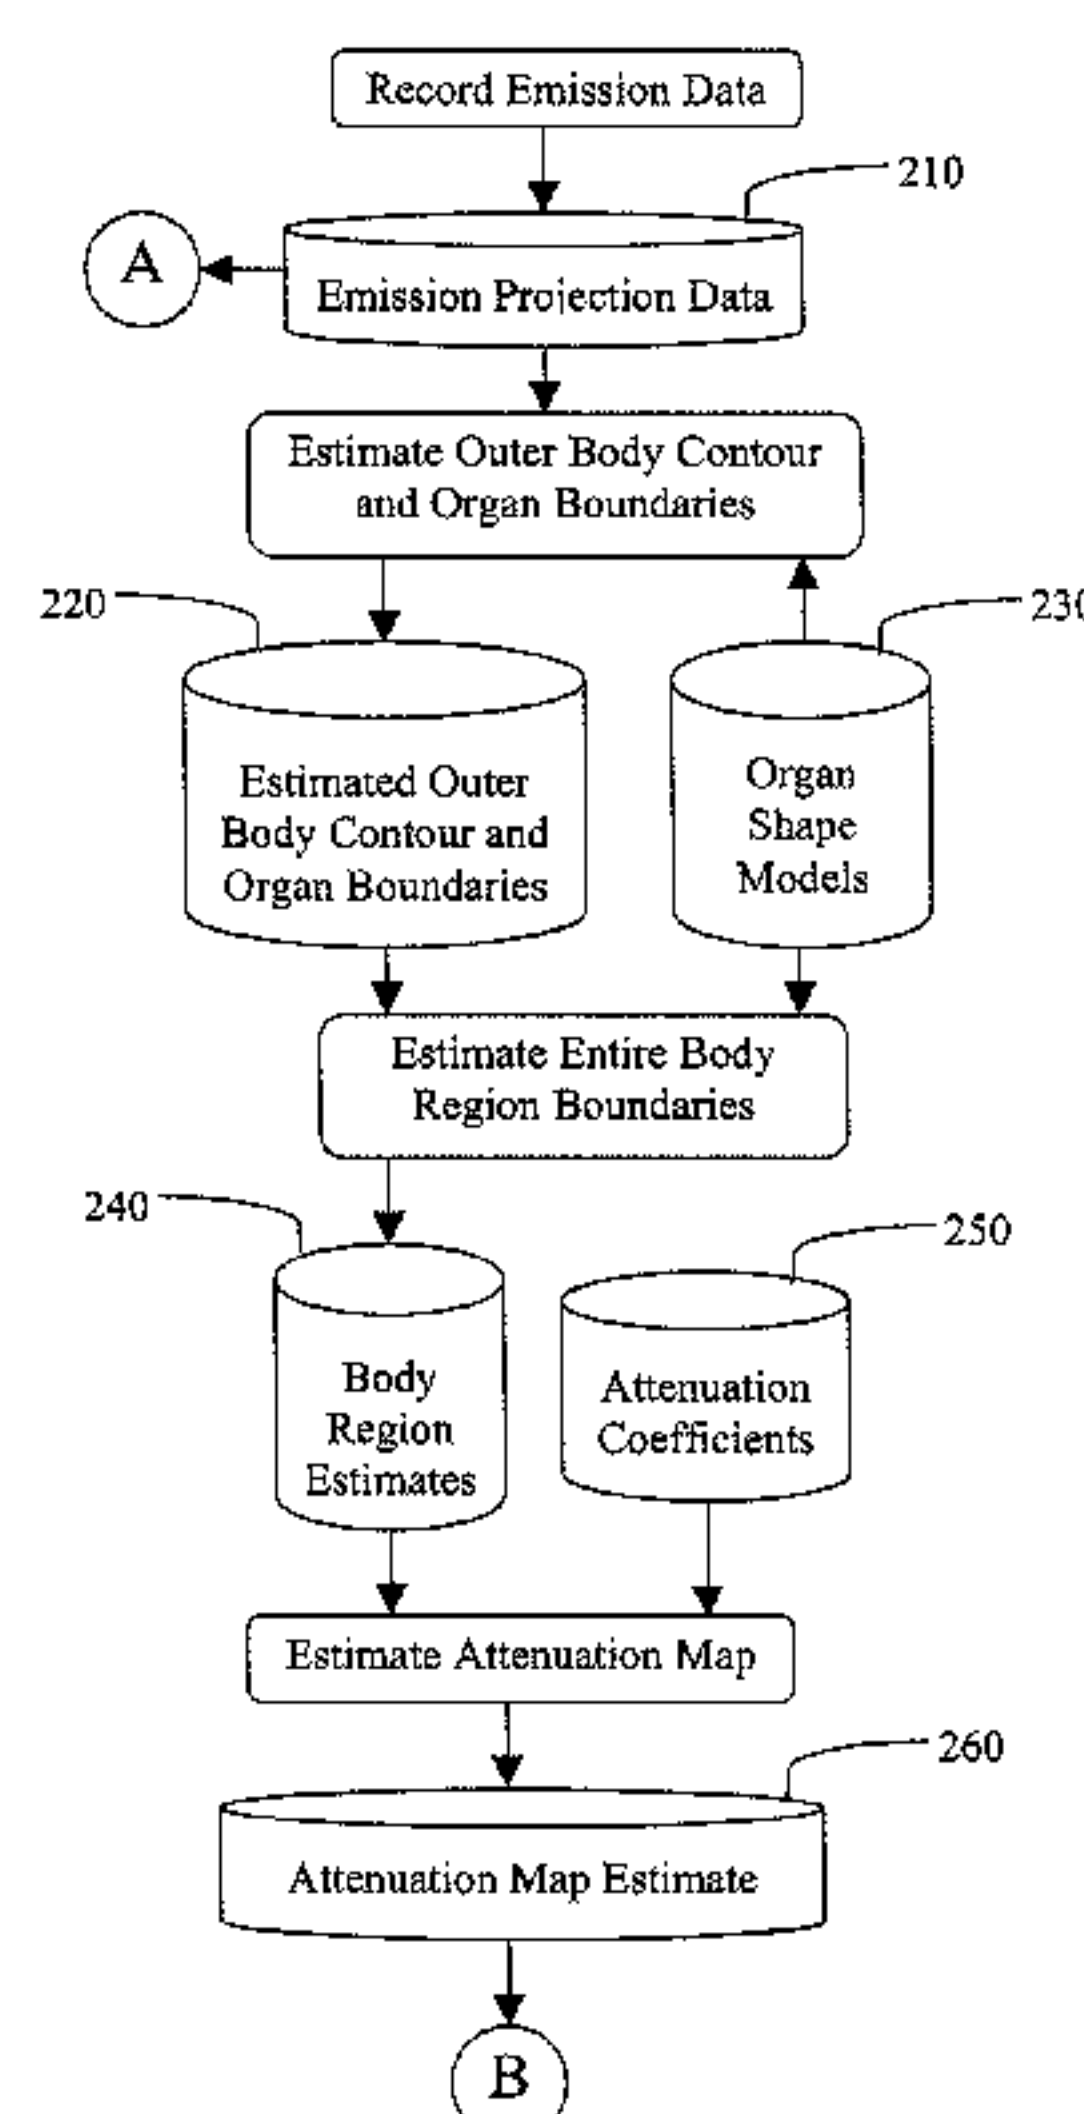 Record Emission Data
210
A
Emission Projection Data
Estimate Outer Body Contour
and Organ Boundaries
220
230
Estimated Outer
Body Contour and
Organ Boundaries
Organ
Shape
Models
Estimate Entire Body
Region Boundaries
240
250
Body
Region
Estimates
Attenuation
Coefficients
Estimate Attenuation Map
260
Attenuation Map Estimate
B